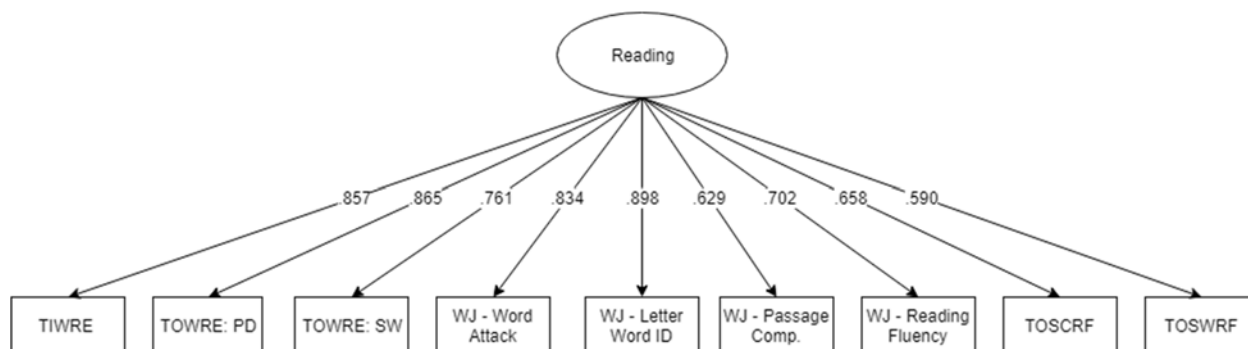 Reading
.857 .865 .761 .834 .898 .629 .702 .658 .590
TIWRE
TOWRE: PD
TOWRE: SW
WJ - Word
Attack
WJ - Letter
Word ID
WJ - Passage
Comp.
WJ - Reading
Fluency
TOSCRF
TOSWRF